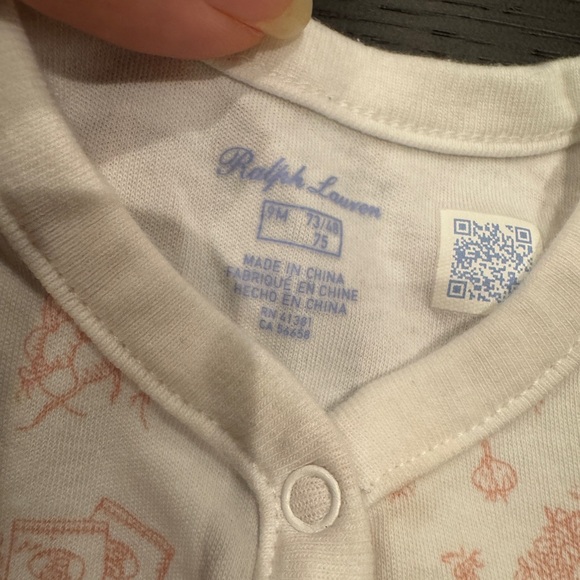 Ralph Lauren
9M 73/48
75
MADE IN CHINA
FABRIQUÉ EN CHINE
HECHO EN CHINA
RN 41381
CA 56658